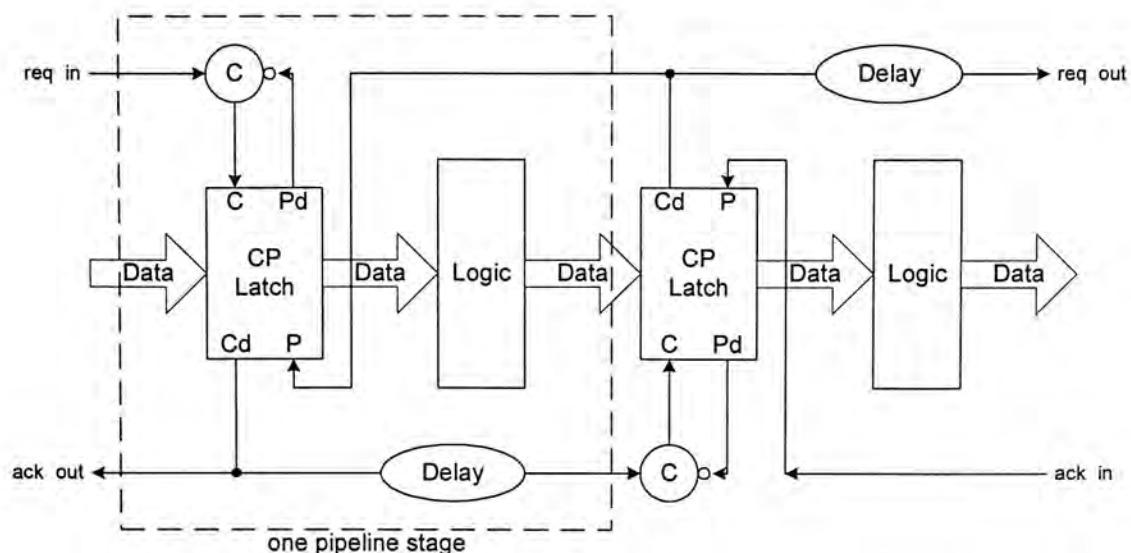 req in
C
Delay
req out
C Pd
Cd P
Data
CP
Latch
Data
Logic
Data
CP
Latch
Data
Logic
Data
Cd P
C Pd
ack out
Delay
C
ack in
one pipeline stage